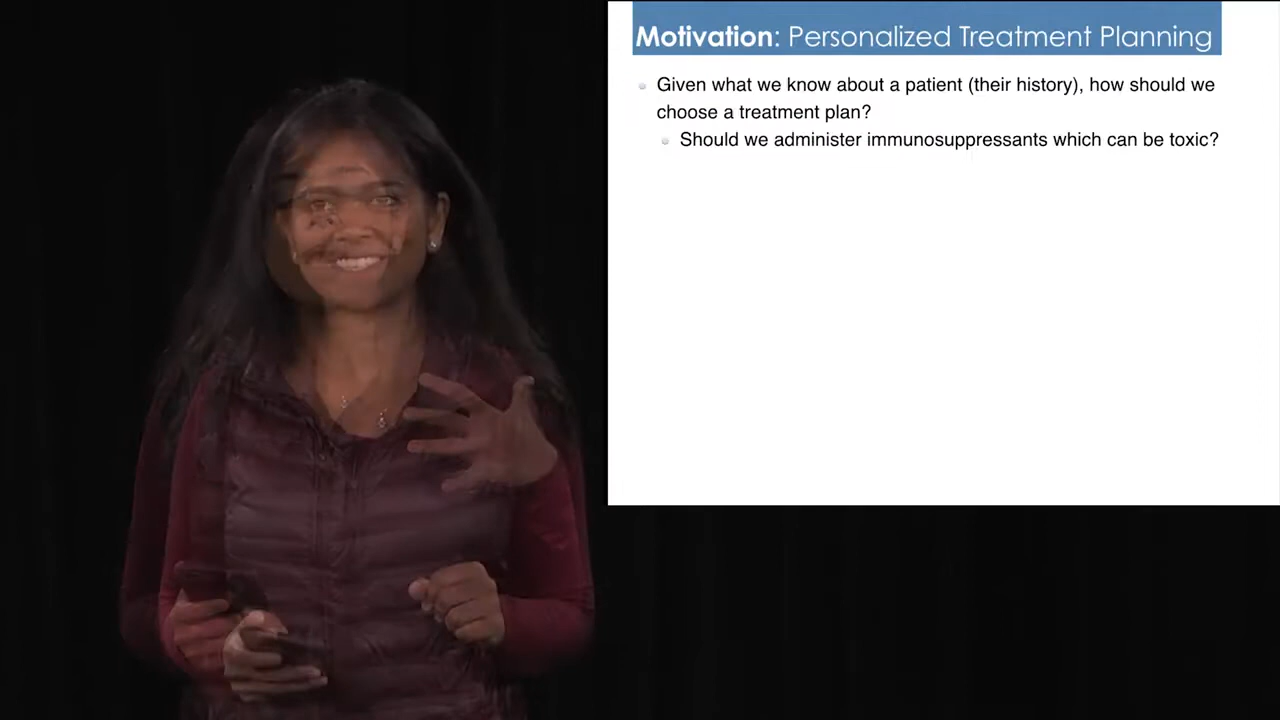 Motivation: Personalized Treatment Planning
Given what we know about a patient (their history), how should we
choose a treatment plan?
Should we administer immunosuppressants which can be toxic?